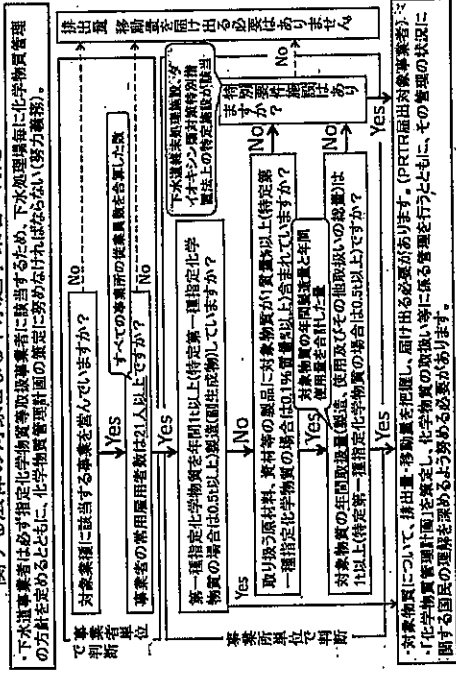 ・下水道事業者は必ず指定化学物質等取扱事業者に該当するため、下水処理場毎に化学物質管理
の方針を定めるとともに、化学物質管理計画の策定に努めなければならない(努力義務)。
事業者単位
で判断
対象業種に該当する事業を営んでいますか?
No
Yes
すべての事業所の従業員数を合算した数
事業者の常用雇用者数は21人以上ですか?
No
Yes
排出量・移動量を届け出る必要はありません
事業所単位で判断
第一種指定化学物質を年間1t以上(特定第一種指定化学
物質の場合は0.5t以上)製造(副生成物)していますか?
Yes
No
下水道終末処理施設、ダ
イオキシン類対策特別措
置法上の特定施設が該当
特別要件施設はあり
ますか?
No
Yes
取り扱う原材料、資材等の製品に対象物質が1質量%以上(特定第
一種指定化学物質の場合は0.1質量%以上)含まれていますか?
No
Yes
対象物質の年間製造量と年間
使用量を合計した量
対象物質の年間取扱量(製造、使用及びその他取扱いの総量)は
1t以上(特定第一種指定化学物質の場合は0.5t以上)ですか?
No
Yes
・対象物質について、排出量・移動量を把握し、届け出る必要があります。(PRTR届出対象事業者)
・「化学物質管理計画」を策定し、化学物質の取扱い等に係る管理を行うとともに、その管理の状況に
関する国民の理解を深めるよう努める必要があります。